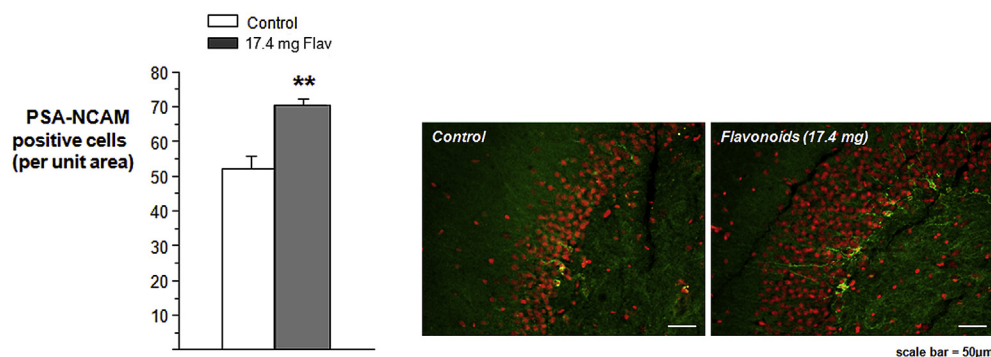 Control
17.4 mg Flav
80
**
70
60
50
40
30
20
10
PSA-NCAM
positive cells
(per unit area)
Control
Flavonoids (17.4 mg)
scale bar = 50μm